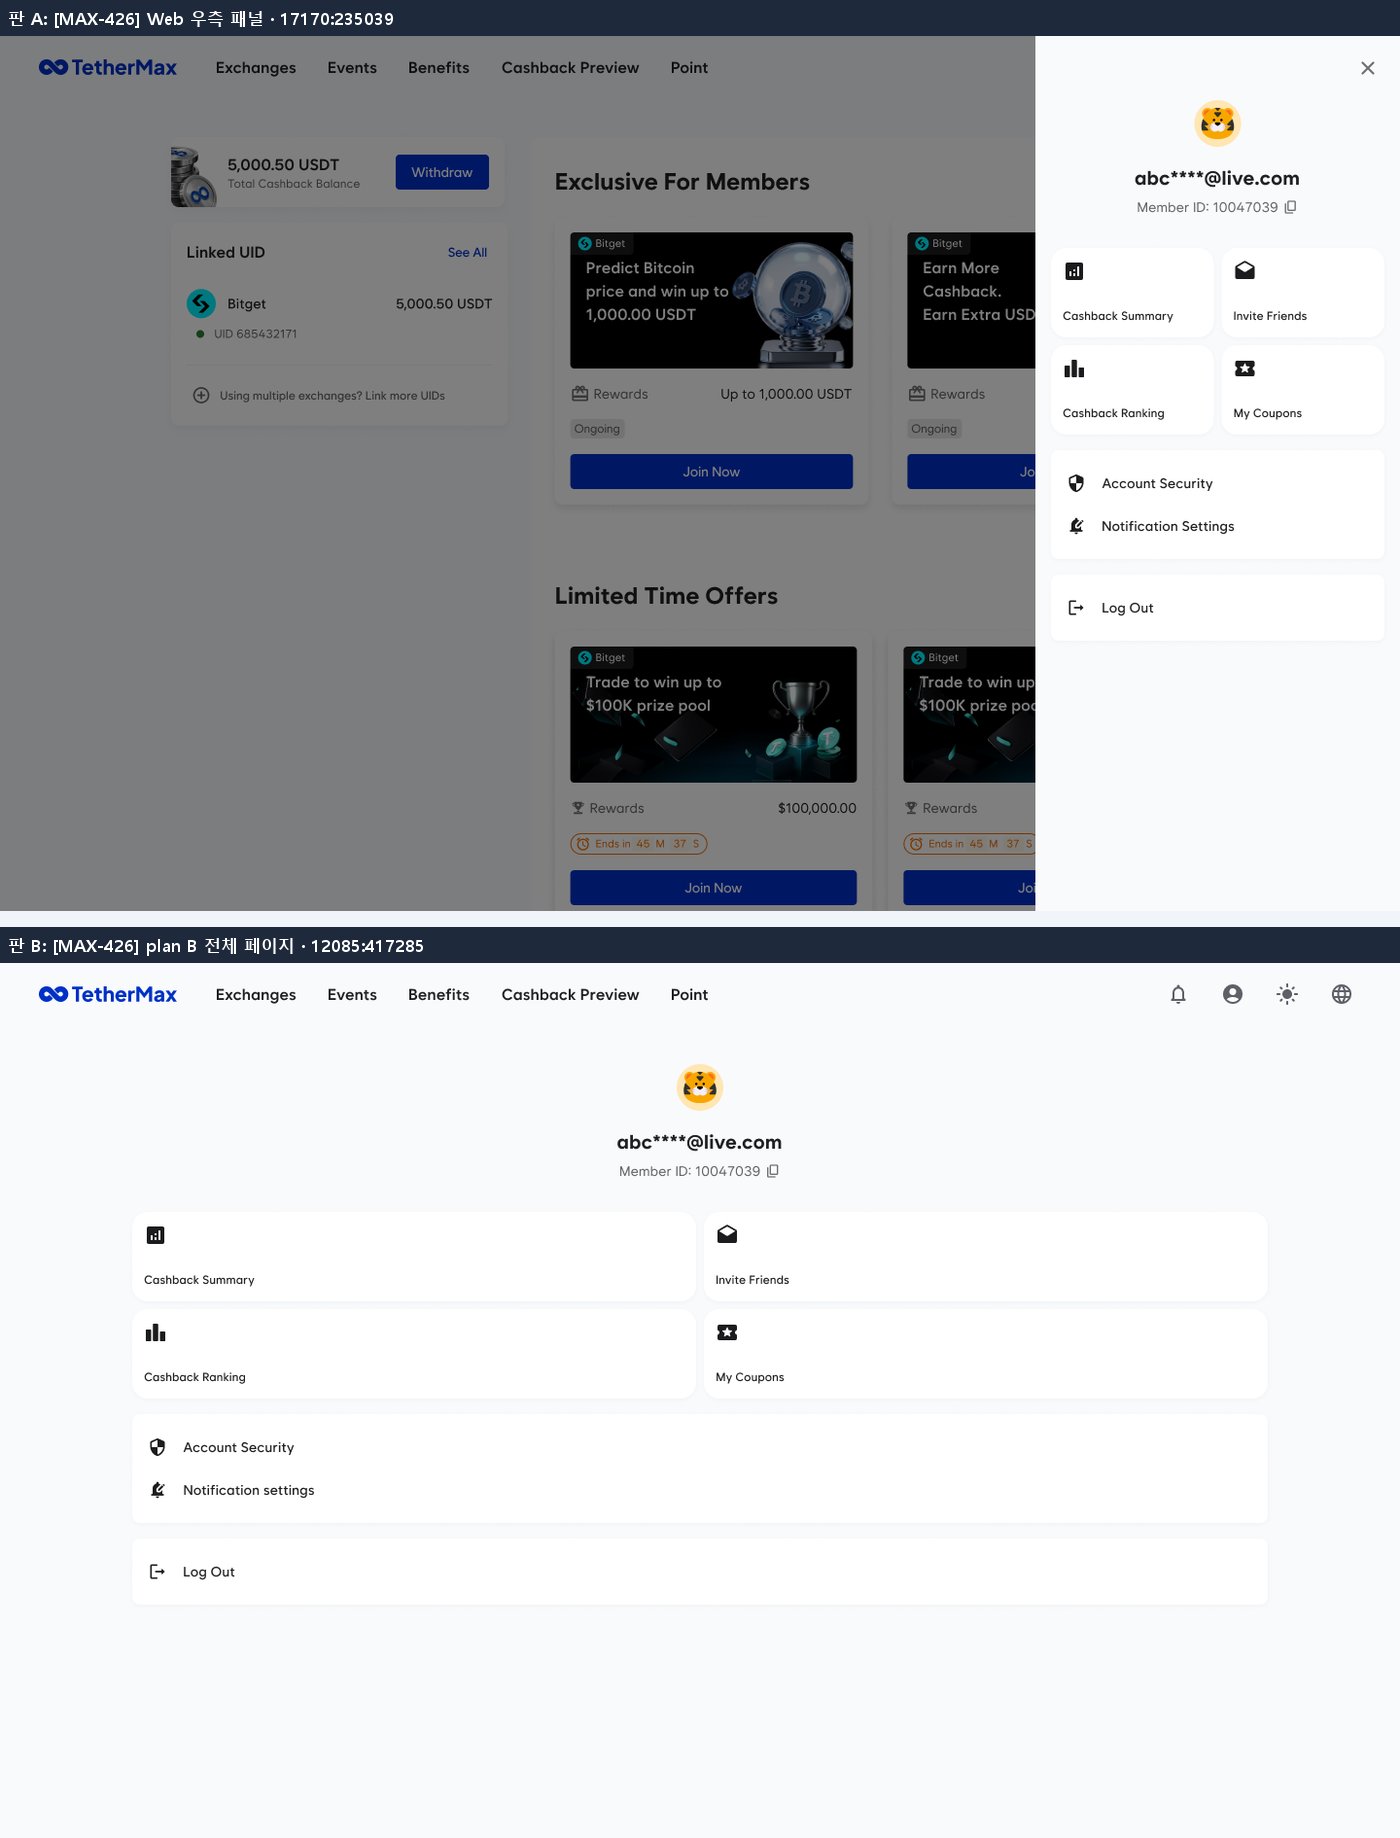 판 A: [MAX-426] Web 우측 패널 · 17170:235039
TetherMax Exchanges Events Benefits Cashback Preview Point
5,000.50 USDT
Total Cashback Balance
Withdraw
Linked UID See All
Bitget 5,000.50 USDT
UID 685432171
Using multiple exchanges? Link more UIDs
Exclusive For Members
Bitget
Predict Bitcoin
price and win up to
1,000.00 USDT
Rewards Up to 1,000.00 USDT
Ongoing
Join Now
Bitget
Earn More
Cashback.
Earn Extra USD
Rewards
Ongoing
Jo
Limited Time Offers
Bitget
Trade to win up to
$100K prize pool
Rewards $100,000.00
Ends in 45 M 37 S
Join Now
Bitget
Trade to win up
$100K prize poo
Rewards
Ends in 45 M 37 S
Joi
abc****@live.com
Member ID: 10047039
Cashback Summary
Invite Friends
Cashback Ranking
My Coupons
Account Security
Notification Settings
Log Out
판 B: [MAX-426] plan B 전체 페이지 · 12085:417285
TetherMax Exchanges Events Benefits Cashback Preview Point
abc****@live.com
Member ID: 10047039
Cashback Summary
Invite Friends
Cashback Ranking
My Coupons
Account Security
Notification settings
Log Out